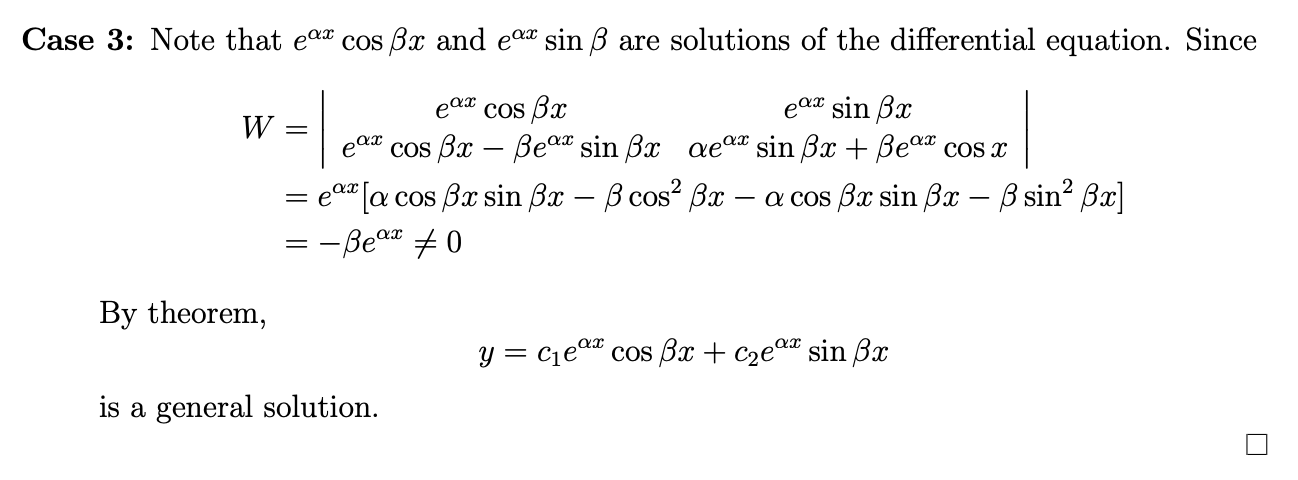 Case 3: Note that e^{αx} cos βx and e^{αx} sin β are solutions of the differential equation. Since
W = | e^{αx} cos βx    e^{αx} sin βx |
| e^{αx} cos βx − βe^{αx} sin βx    αe^{αx} sin βx + βe^{αx} cos x |
= e^{αx}[α cos βx sin βx − β cos² βx − α cos βx sin βx − β sin² βx]
= −βe^{αx} ≠ 0
By theorem,
y = c₁e^{αx} cos βx + c₂e^{αx} sin βx
is a general solution.
□